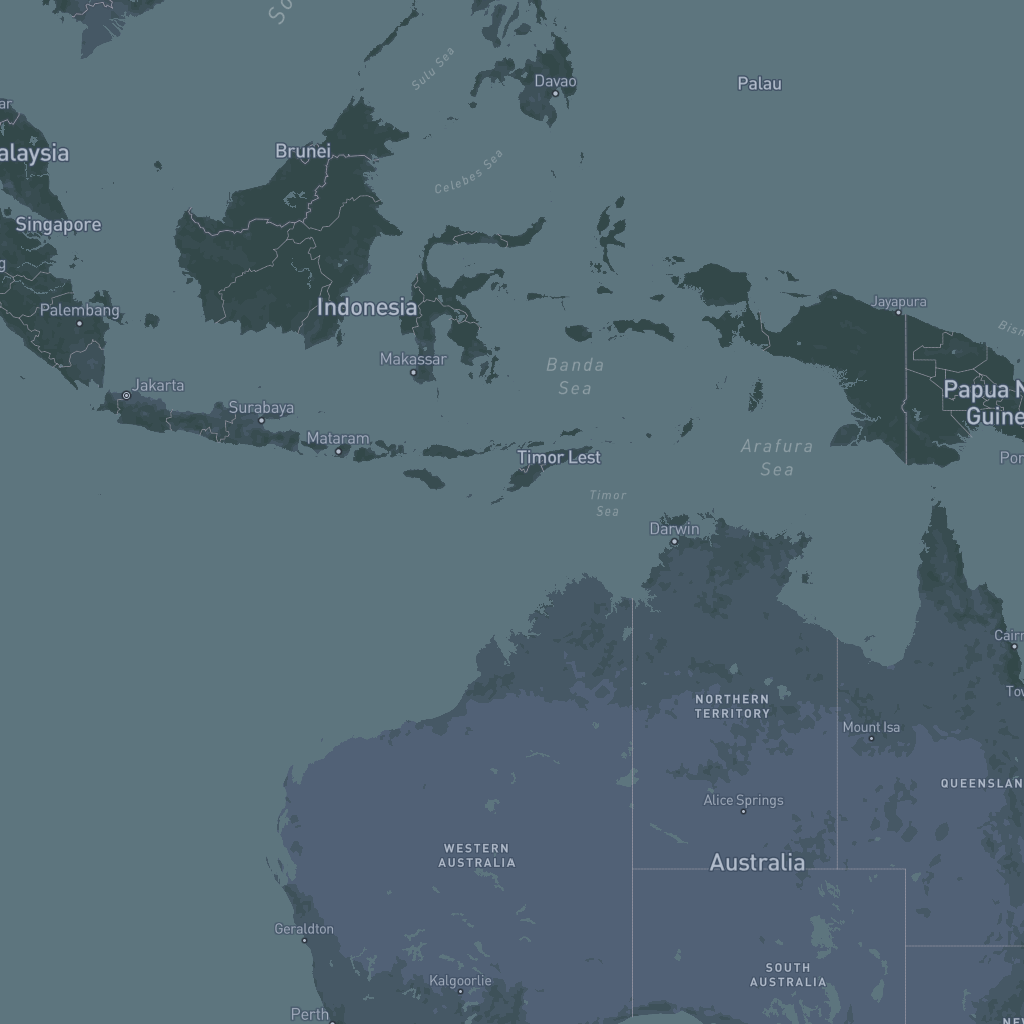 So
Sulu Sea
Davao
Palau
ar
alaysia
Brunei
Celebes Sea
Singapore
g
Palembang
Indonesia
Jayapura
Bism
Makassar
Banda
Sea
Jakarta
Surabaya
Papua N
Guine
Mataram
Timor Lest
Arafura
Sea
Por
Timor
Sea
Darwin
Cairn
Tow
NORTHERN
TERRITORY
Mount Isa
QUEENSLAN
Alice Springs
WESTERN
AUSTRALIA
Australia
Geraldton
Kalgoorlie
SOUTH
AUSTRALIA
Perth
NEW